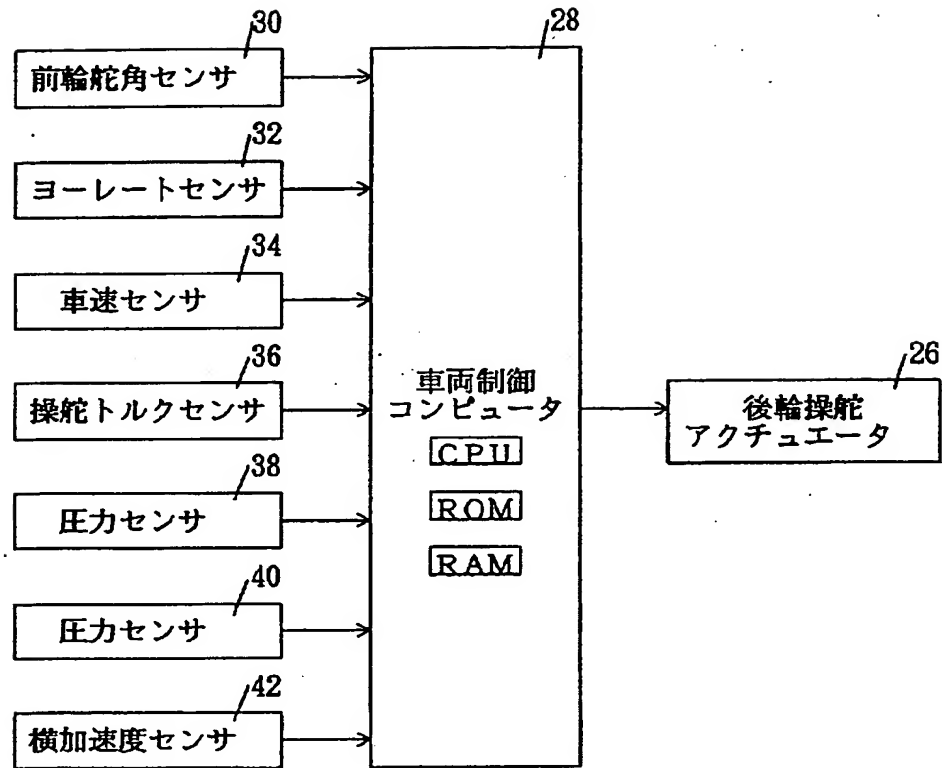 30
前輪舵角センサ
32
ヨーレートセンサ
34
車速センサ
36
操舵トルクセンサ
38
圧力センサ
40
圧力センサ
42
横加速度センサ
28
車両制御
コンピュータ
CPU
ROM
RAM
26
後輪操舵
アクチュエータ